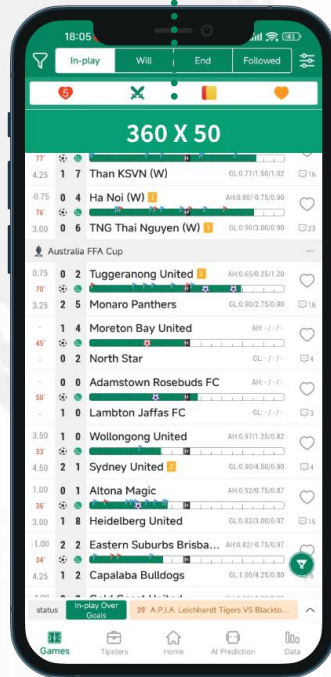 18:05
In-play Will End Followed
5
360 X 50
77'
4.25 1 7 Than KSVN (W) GL:0.77/1.50/1.02 16
-0.75 0 4 Ha Noi (W) 1 AH:0.90/-0.75/0.90
76'
3.00 0 6 TNG Thai Nguyen (W) 1 GL:0.90/3.00/0.90 23
Australia FFA Cup
0.75 0 2 Tuggeranong United 1 AH:0.65/0.25/1.20
70'
3.25 2 5 Monaro Panthers GL:0.90/2.75/0.90 16
- 1 4 Moreton Bay United AH: -/-/-
45'
- 0 2 North Star GL: -/-/- 4
- 0 0 Adamstown Rosebuds FC AH: -/-/-
50'
- 1 0 Lambton Jaffas FC GL: -/-/- 3
3.50 1 0 Wollongong United AH:0.97/1.25/0.82
33'
4.50 2 1 Sydney United 2 GL:0.90/4.50/0.90 4
1.00 0 1 Altona Magic AH:0.92/0.75/0.87
36'
3.00 1 8 Heidelberg United GL:0.82/3.00/0.97 15
-1.00 2 2 Eastern Suburbs Brisba... AH:0.82/-0.75/0.97
34'
4.25 1 2 Capalaba Bulldogs GL:1.00/4.25/0.80
status In-play Over Goals 29' A.P.I.A. Leichhardt Tigers VS Blackto...
Games Tipsters Home AI Prediction Data